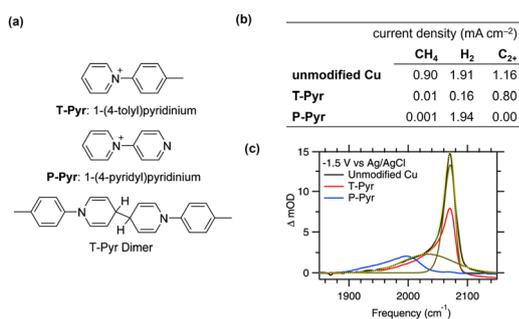 (a)
N
+
T-Pyr: 1-(4-tolyl)pyridinium
N
+
N
P-Pyr: 1-(4-pyridyl)pyridinium
N
H
H
N
T-Pyr Dimer
(b)
current density (mA cm⁻²)
CH₄ H₂ C₂₊
unmodified Cu 0.90 1.91 1.16
T-Pyr 0.01 0.16 0.80
P-Pyr 0.001 1.94 0.00
(c)
-1.5 V vs Ag/AgCl
Unmodified Cu
T-Pyr
P-Pyr
Δ mOD
15
10
5
0
1900 2000 2100
Frequency (cm⁻¹)